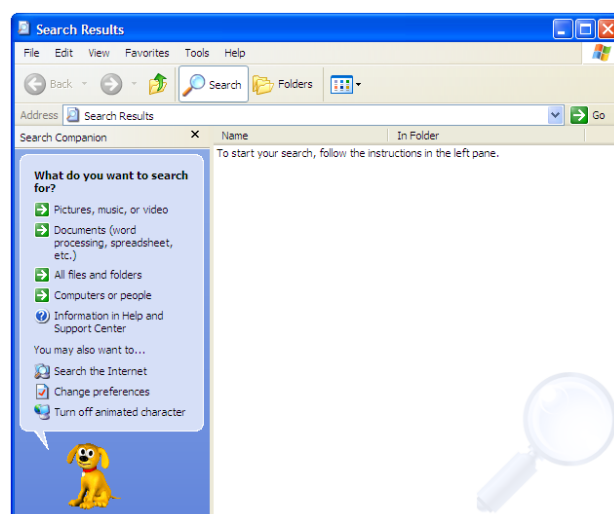 Search Results
File Edit View Favorites Tools Help
Back Search Folders
Address Search Results Go
Search Companion X Name In Folder
To start your search, follow the instructions in the left pane.
What do you want to search
for?
Pictures, music, or video
Documents (word
processing, spreadsheet,
etc.)
All files and folders
Computers or people
Information in Help and
Support Center
You may also want to...
Search the Internet
Change preferences
Turn off animated character